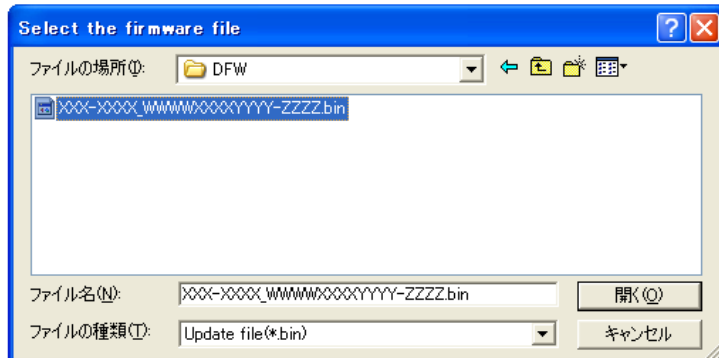 Select the firmware file
ファイルの場所(I):
DFW
XXX-XXXX_WWWWXXXXYYYY-ZZZZ.bin
ファイル名(N):
XXX-XXXX_WWWWXXXXYYYY-ZZZZ.bin
開く(O)
ファイルの種類(T):
Update file(*.bin)
キャンセル